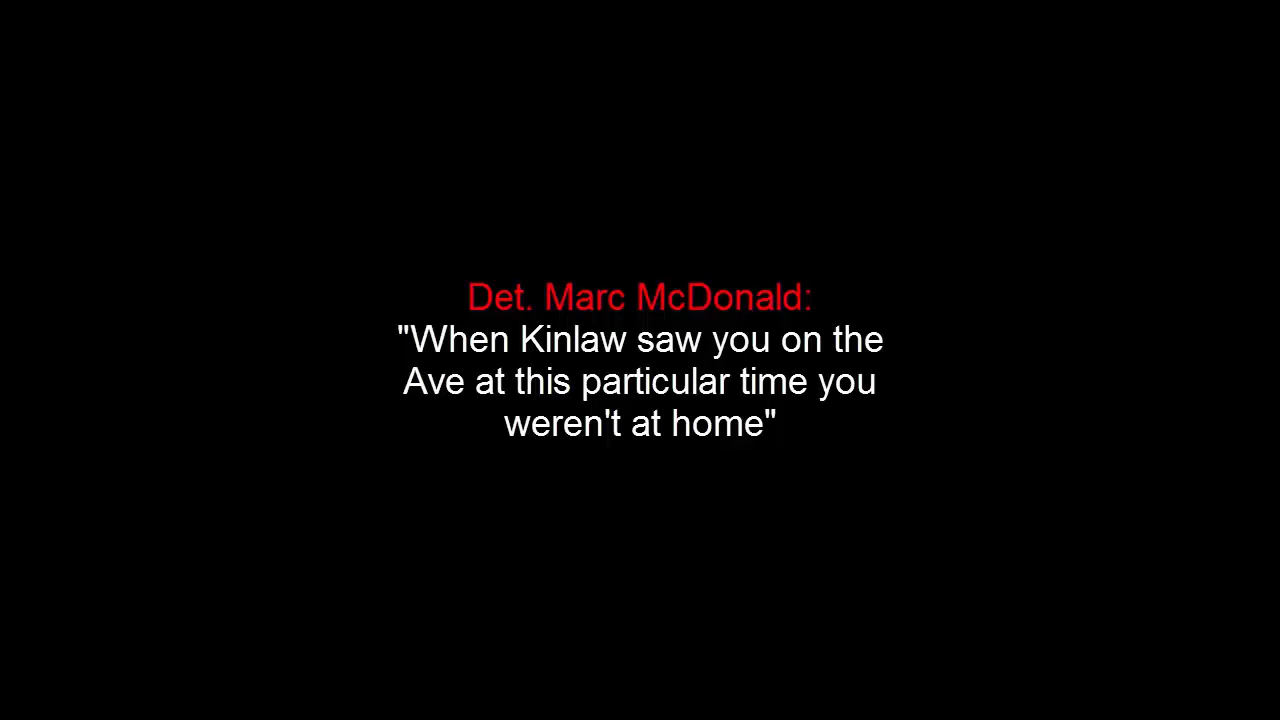 Det. Marc McDonald:
"When Kinlaw saw you on the
Ave at this particular time you
weren't at home"